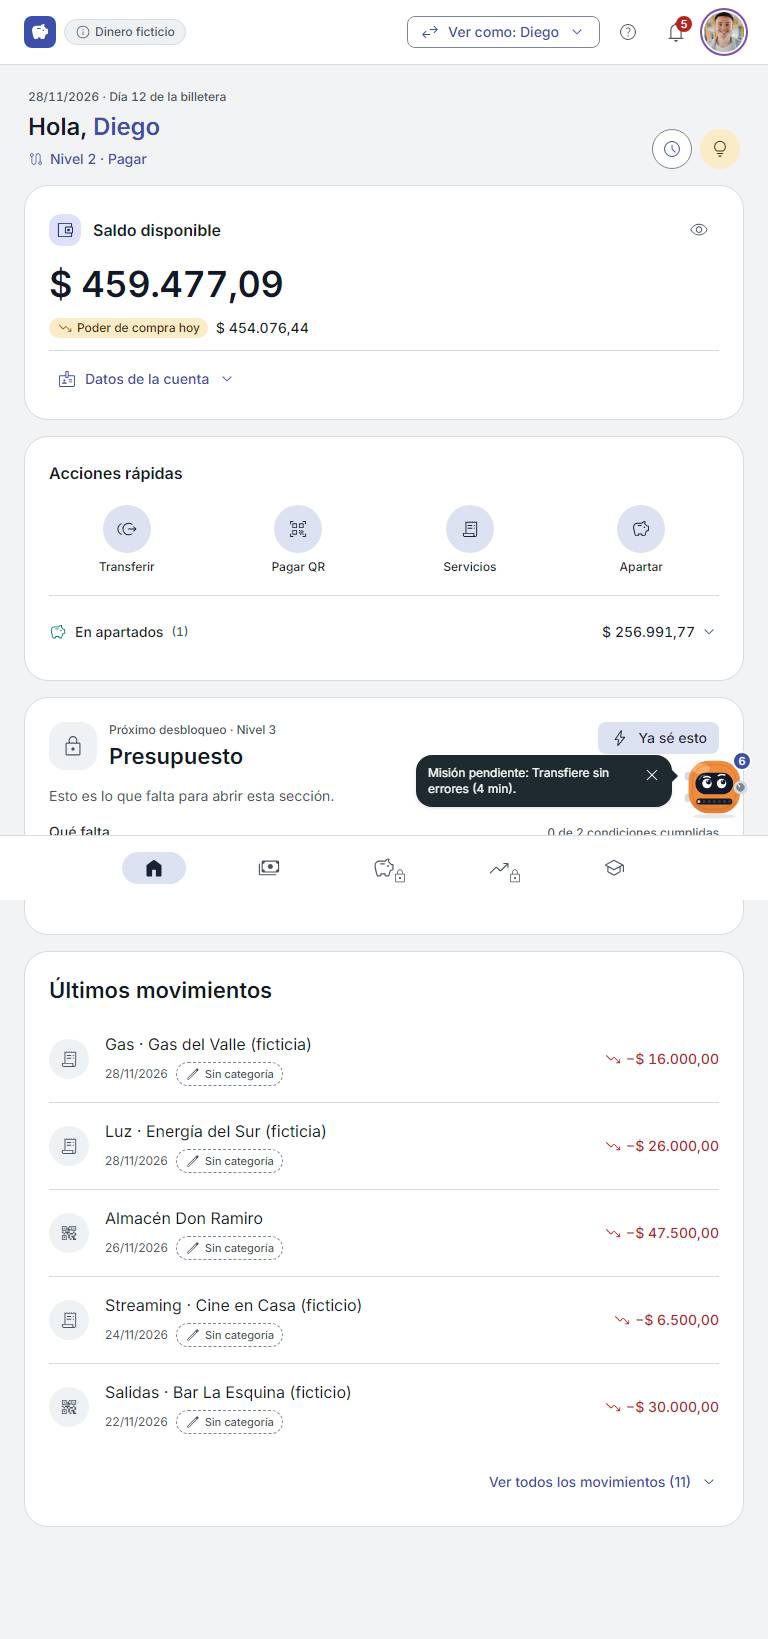 Dinero ficticio
Ver como: Diego
5
28/11/2026 · Día 12 de la billetera
Hola, Diego
Nivel 2 · Pagar
Saldo disponible
$ 459.477,09
Poder de compra hoy $ 454.076,44
Datos de la cuenta
Acciones rápidas
Transferir
Pagar QR
Servicios
Apartar
En apartados (1)
$ 256.991,77
Próximo desbloqueo · Nivel 3
Presupuesto
Ya sé esto
Misión pendiente: Transfiere sin
errores (4 min).
6
Esto es lo que falta para abrir esta sección.
Qué falta
0 de 2 condiciones cumplidas
Últimos movimientos
Gas · Gas del Valle (ficticia)
28/11/2026 Sin categoría
−$ 16.000,00
Luz · Energía del Sur (ficticia)
28/11/2026 Sin categoría
−$ 26.000,00
Almacén Don Ramiro
26/11/2026 Sin categoría
−$ 47.500,00
Streaming · Cine en Casa (ficticio)
24/11/2026 Sin categoría
−$ 6.500,00
Salidas · Bar La Esquina (ficticio)
22/11/2026 Sin categoría
−$ 30.000,00
Ver todos los movimientos (11)